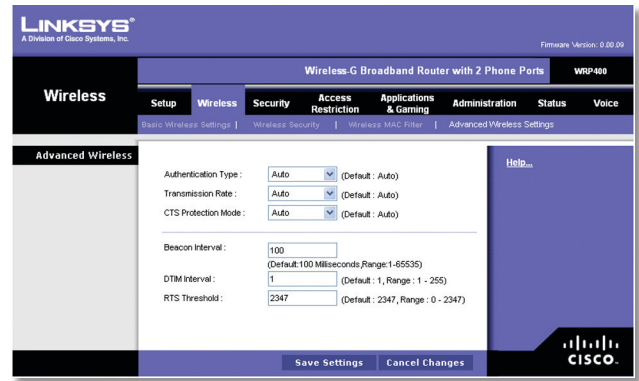 LINKSYS®
A Division of Cisco Systems, Inc.
Firmware Version: 0.00.09
Wireless-G Broadband Router with 2 Phone Ports WRP400
Wireless
Setup Wireless Security Access Restriction Applications & Gaming Administration Status Voice
Basic Wireless Settings | Wireless Security | Wireless MAC Filter | Advanced Wireless Settings
Advanced Wireless
Help...
Authentication Type : Auto (Default : Auto)
Transmission Rate : Auto (Default : Auto)
CTS Protection Mode : Auto (Default : Auto)
Beacon Interval : 100
(Default:100 Milliseconds,Range:1-65535)
DTIM Interval : 1 (Default : 1, Range : 1 - 255)
RTS Threshold : 2347 (Default : 2347, Range : 0 - 2347)
Save Settings Cancel Changes
CISCO.